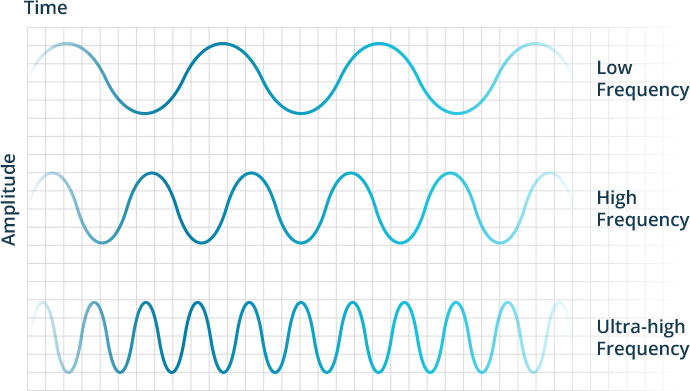 Time
Low
Frequency
Amplitude
High
Frequency
Ultra-high
Frequency